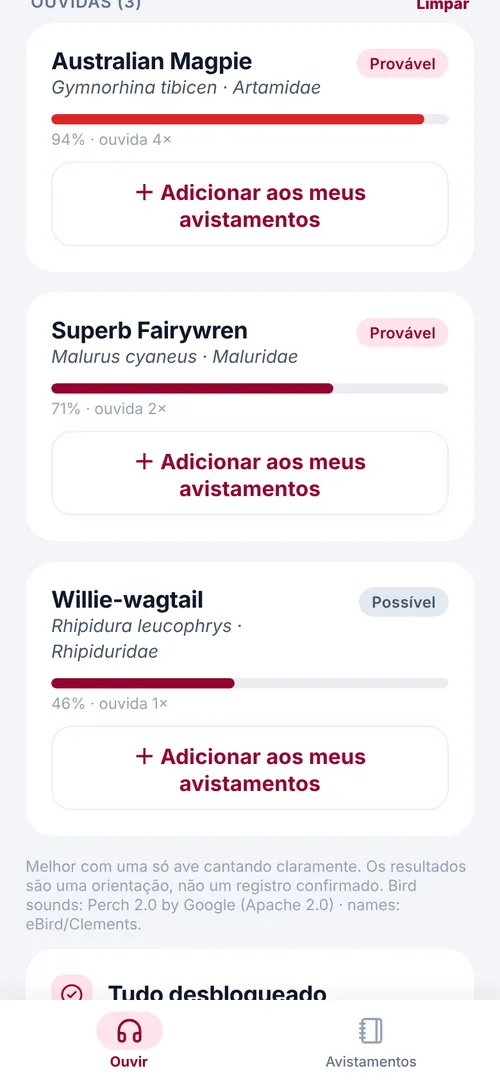 OUVIDAS (3)
Limpar
Australian Magpie
Provável
Gymnorhina tibicen · Artamidae
94% · ouvida 4×
+ Adicionar aos meus
avistamentos
Superb Fairywren
Provável
Malurus cyaneus · Maluridae
71% · ouvida 2×
+ Adicionar aos meus
avistamentos
Willie-wagtail
Possível
Rhipidura leucophrys ·
Rhipiduridae
46% · ouvida 1×
+ Adicionar aos meus
avistamentos
Melhor com uma só ave cantando claramente. Os resultados
são uma orientação, não um registro confirmado. Bird
sounds: Perch 2.0 by Google (Apache 2.0) · names:
eBird/Clements.
Tudo desbloqueado
Ouvir
Avistamentos